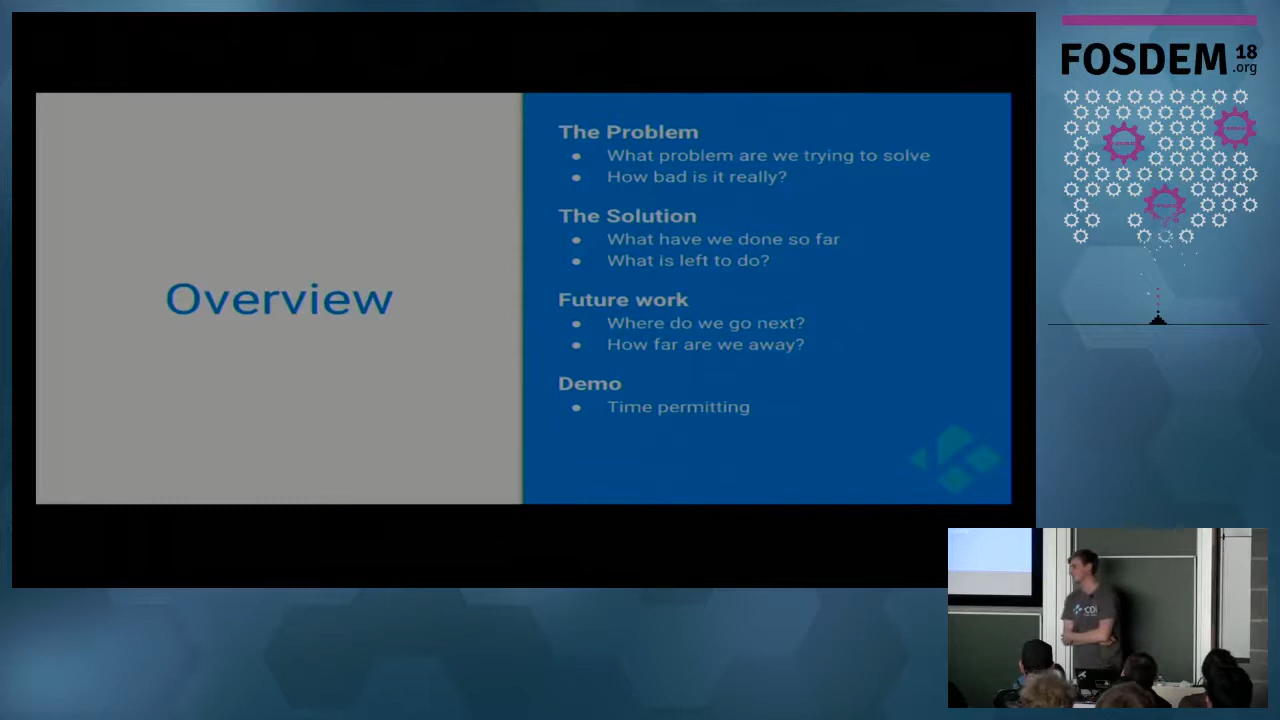 Overview
The Problem
● What problem are we trying to solve
● How bad is it really?
The Solution
● What have we done so far
● What is left to do?
Future work
● Where do we go next?
● How far are we away?
Demo
● Time permitting
FOSDEM 18
.org